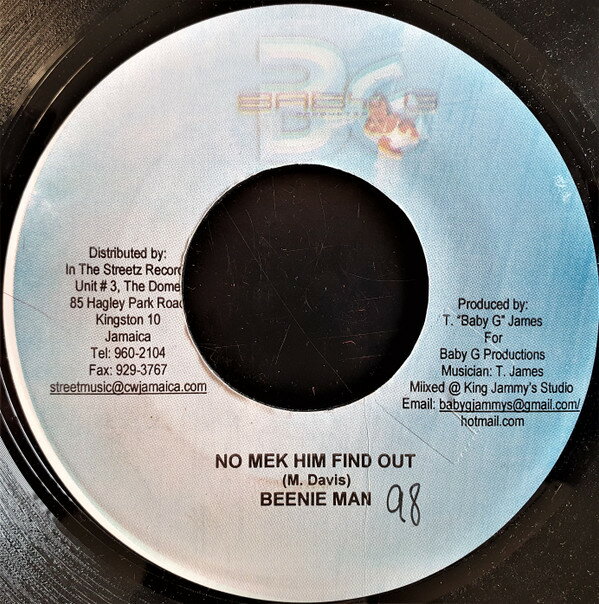 BABY G
Distributed by:
In The Streetz Record
Unit # 3, The Dome
85 Hagley Park Road
Kingston 10
Jamaica
Tel: 960-2104
Fax: 929-3767
streetmusic@cwjamaica.com
Produced by:
T. "Baby G" James
For
Baby G Productions
Musician: T. James
Miixed @ King Jammy's Studio
Email: babygjammys@gmail.com/
hotmail.com
NO MEK HIM FIND OUT
(M. Davis)
BEENIE MAN 98